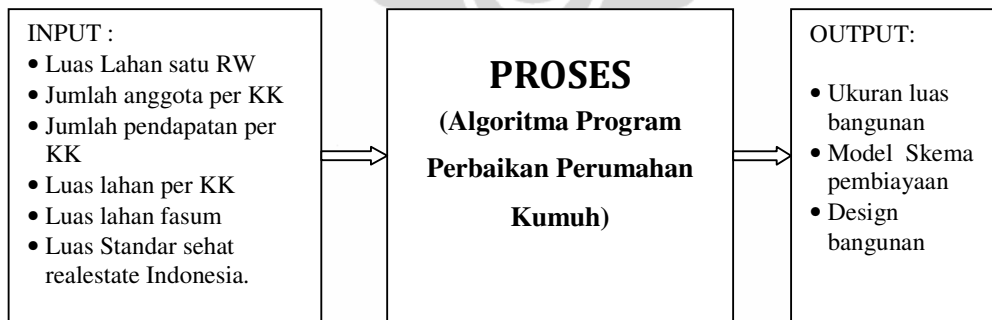 INPUT :
• Luas Lahan satu RW
• Jumlah anggota per KK
• Jumlah pendapatan per
KK
• Luas lahan per KK
• Luas lahan fasum
• Luas Standar sehat
realestate Indonesia.
PROSES
(Algoritma Program
Perbaikan Perumahan
Kumuh)
OUTPUT:
• Ukuran luas
bangunan
• Model Skema
pembiayaan
• Design
bangunan